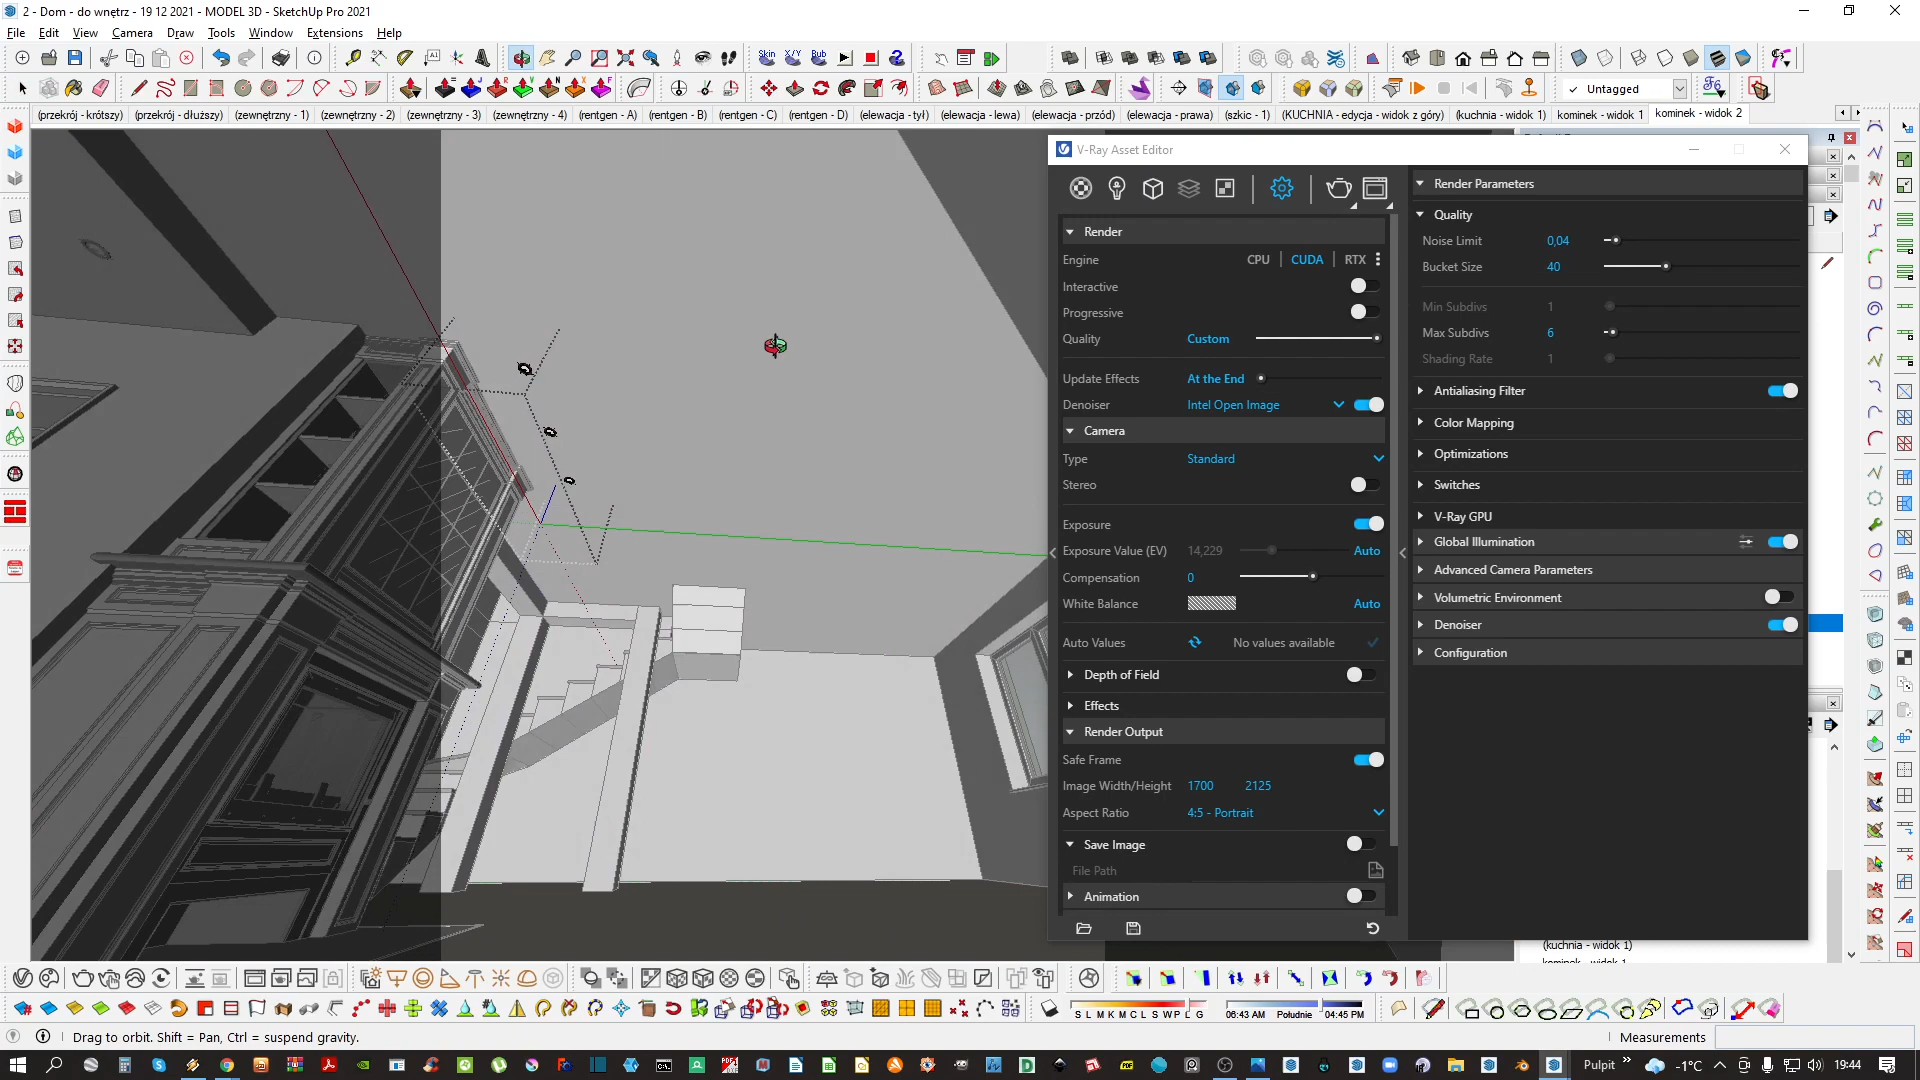 2 - Dom - do wnętrz - 19 12 2021 - MODEL 3D - SketchUp Pro 2021
File Edit View Camera Draw Tools Window Extensions Help
Skin X/Y Bub
Untagged
(przekrój - krótszy) (przekrój - dłuższy) (zewnętrzny - 1) (zewnętrzny - 2) (zewnętrzny - 3) (zewnętrzny - 4) (rentgen - A) (rentgen - B) (rentgen - C) (rentgen - D) (elewacja - tył) (elewacja - lewa) (elewacja - przód) (elewacja - prawa) (szkic - 1) (KUCHNIA - edycja - widok z góry) (kuchnia - widok 1) kominek - widok 1 kominek - widok 2
V-Ray Asset Editor
Render
Engine CPU CUDA RTX
Interactive
Progressive
Quality Custom
Update Effects At the End
Denoiser Intel Open Image
Camera
Type Standard
Stereo
Exposure
Exposure Value (EV) 14,229 Auto
Compensation 0
White Balance Auto
Auto Values No values available
Depth of Field
Effects
Render Output
Safe Frame
Image Width/Height 1700 2125
Aspect Ratio 4:5 - Portrait
Save Image
File Path
Animation
Render Parameters
Quality
Noise Limit 0,04
Bucket Size 40
Min Subdivs 1
Max Subdivs 6
Shading Rate 1
Antialiasing Filter
Color Mapping
Optimizations
Switches
V-Ray GPU
Global Illumination
Advanced Camera Parameters
Volumetric Environment
Denoiser
Configuration
(kuchnia - widok 1)
kominek - widok 1
06:43 AM Południe 04:45 PM
Drag to orbit. Shift = Pan, Ctrl = suspend gravity.
Measurements
Pulpit
-1°C
19:44